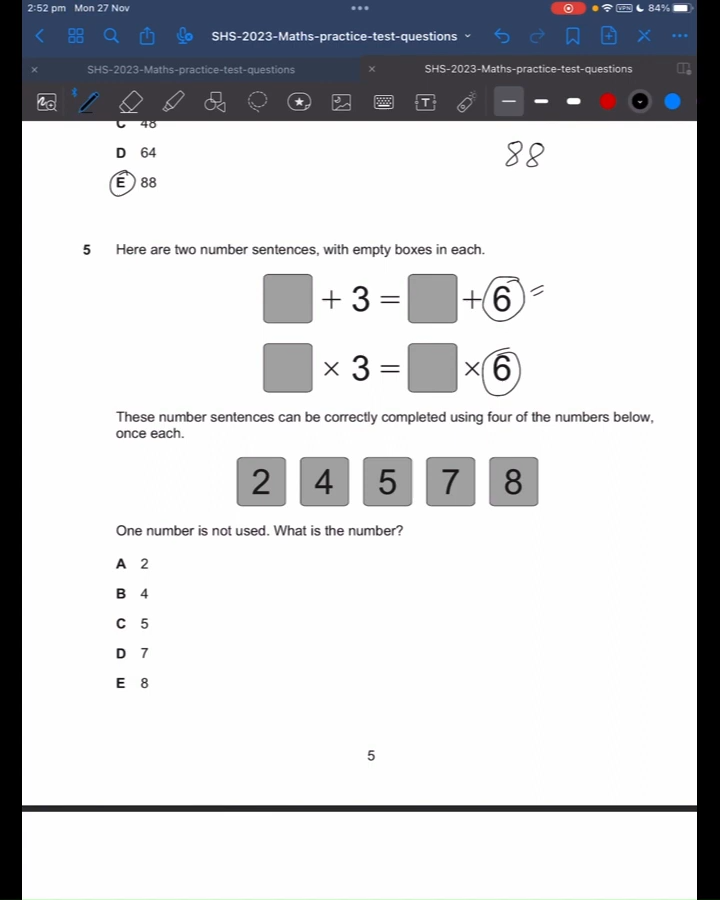 2:52 pm Mon 27 Nov
VPN 84%
SHS-2023-Maths-practice-test-questions
SHS-2023-Maths-practice-test-questions
SHS-2023-Maths-practice-test-questions
T
C 48
D 64
88
E 88
5 Here are two number sentences, with empty boxes in each.
+ 3 = + 6 =
× 3 = × 6
These number sentences can be correctly completed using four of the numbers below,
once each.
2 4 5 7 8
One number is not used. What is the number?
A 2
B 4
C 5
D 7
E 8
5